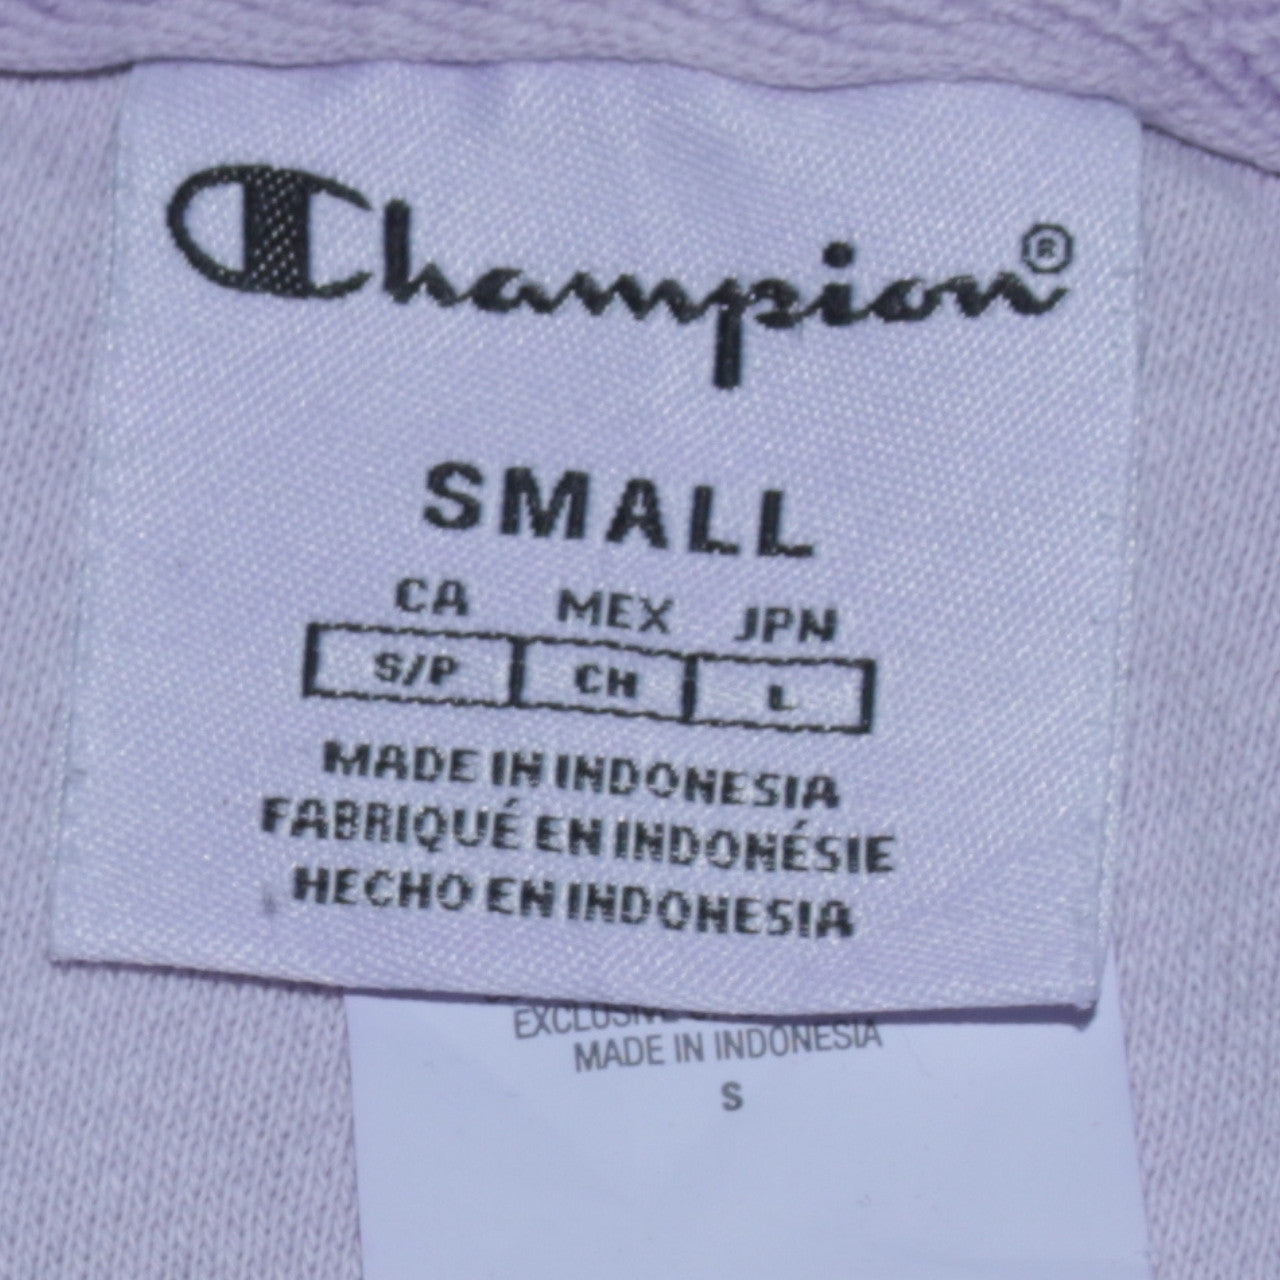 Champion®
SMALL
CA MEX JPN
S/P CH L
MADE IN INDONESIA
FABRIQUÉ EN INDONÉSIE
HECHO EN INDONESIA
MADE IN INDONESIA
S